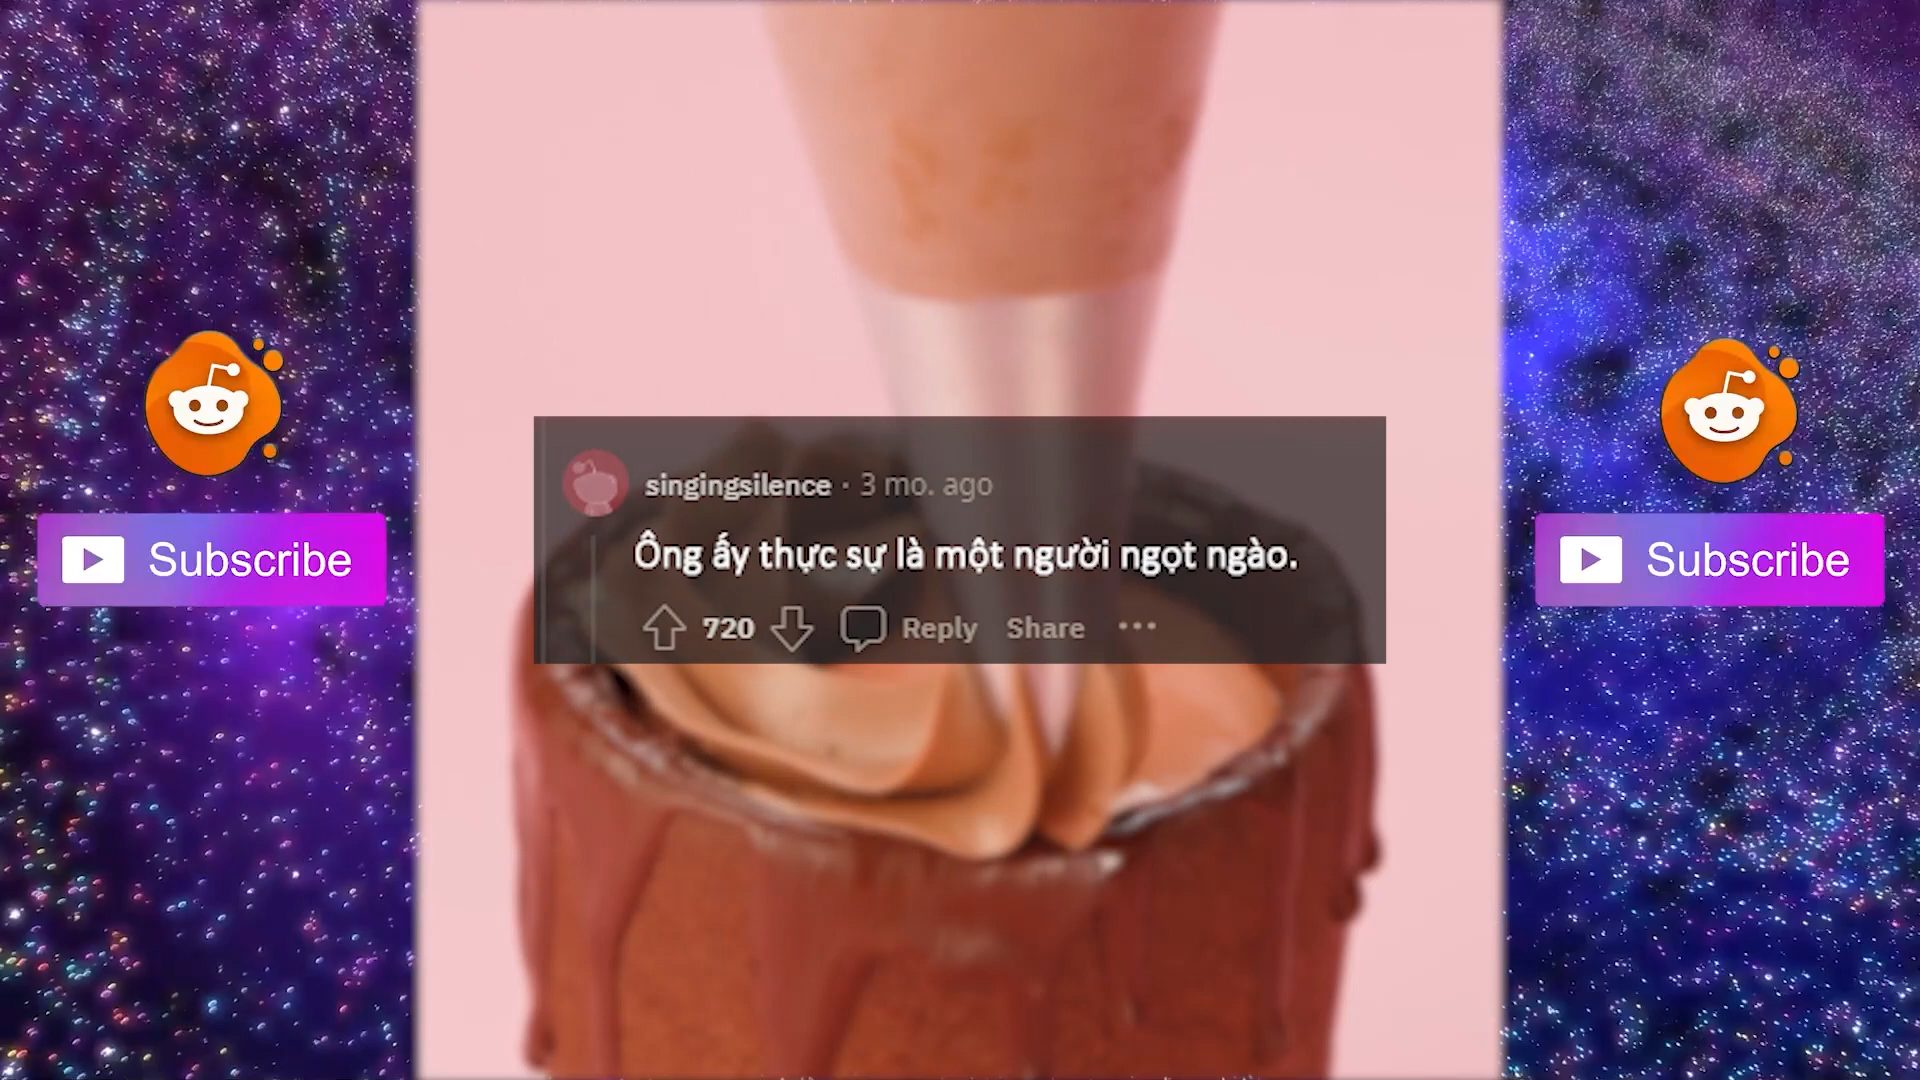 singingsilence · 3 mo. ago
Ông ấy thực sự là một người ngọt ngào.
720 Reply Share ···
Subscribe
Subscribe